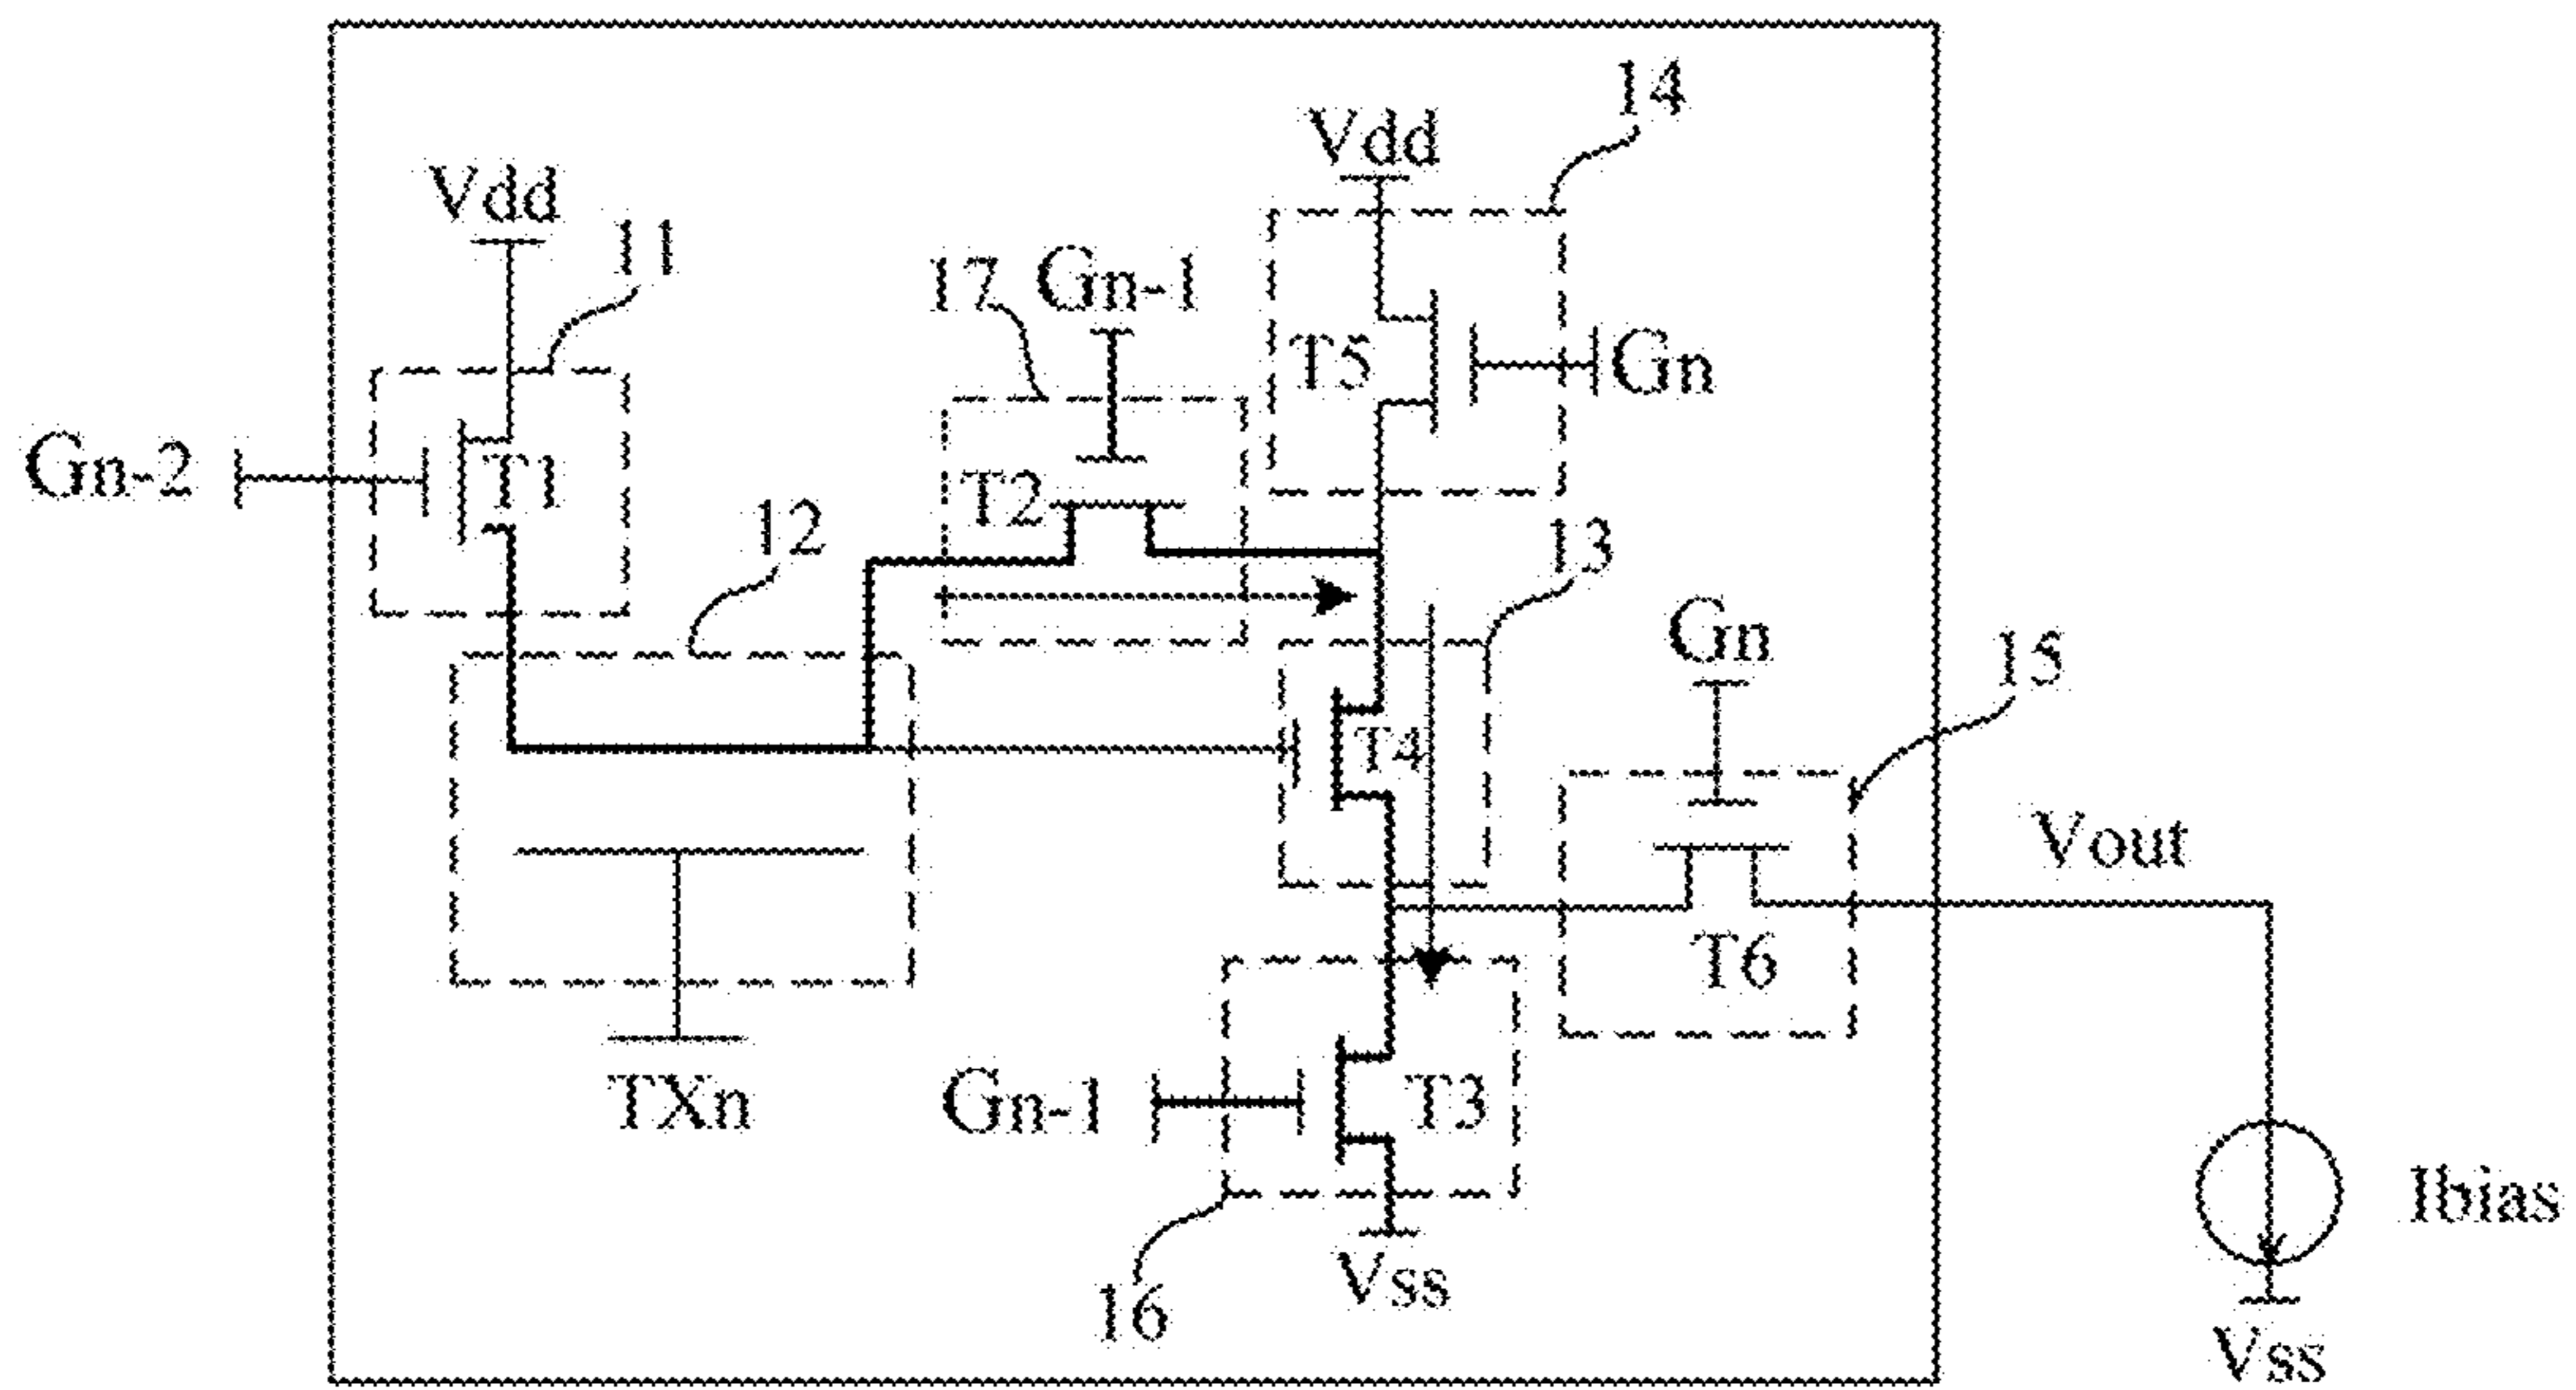 14
Vdd
Vdd
11
17
Gn-1
T5
Gn
Gn-2
T1
T2
12
13
Gn
15
T4
Vout
T6
TXn
Gn-1
T3
Ibias
Vss
16
Vss